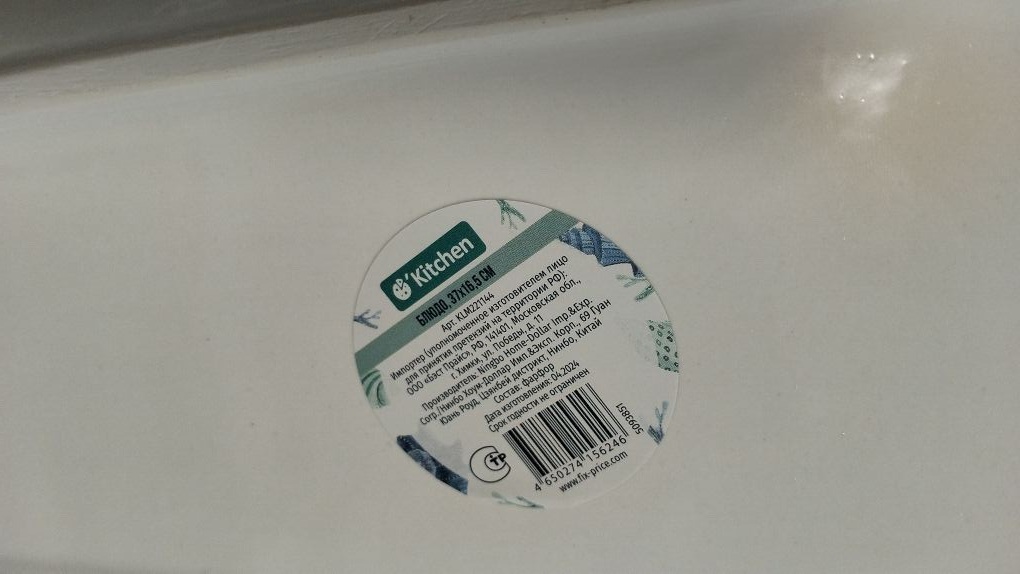 Kitchen
БЛЮДО, 37х16,5 СМ
Арт. KLM221144
Импортер (уполномоченное изготовителем лицо
для принятия претензий на территории РФ):
ООО «Бэст Прайс», РФ, 141401, Московская обл.,
г. Химки, ул. Победы, д. 11
Производитель: Ningbo Home-Dollar Imp.&Exp.
Corp./Нинбо Хоум-Доллар Имп.&Эксп. Корп., 69 Гуан
Юань Роуд, Цзянбей дистрикт, Нинбо, Китай
Состав: фарфор
Дата изготовления: 04.2024
Срок годности не ограничен
5093851
4 650274 156246
www.fix-price.com
СТР